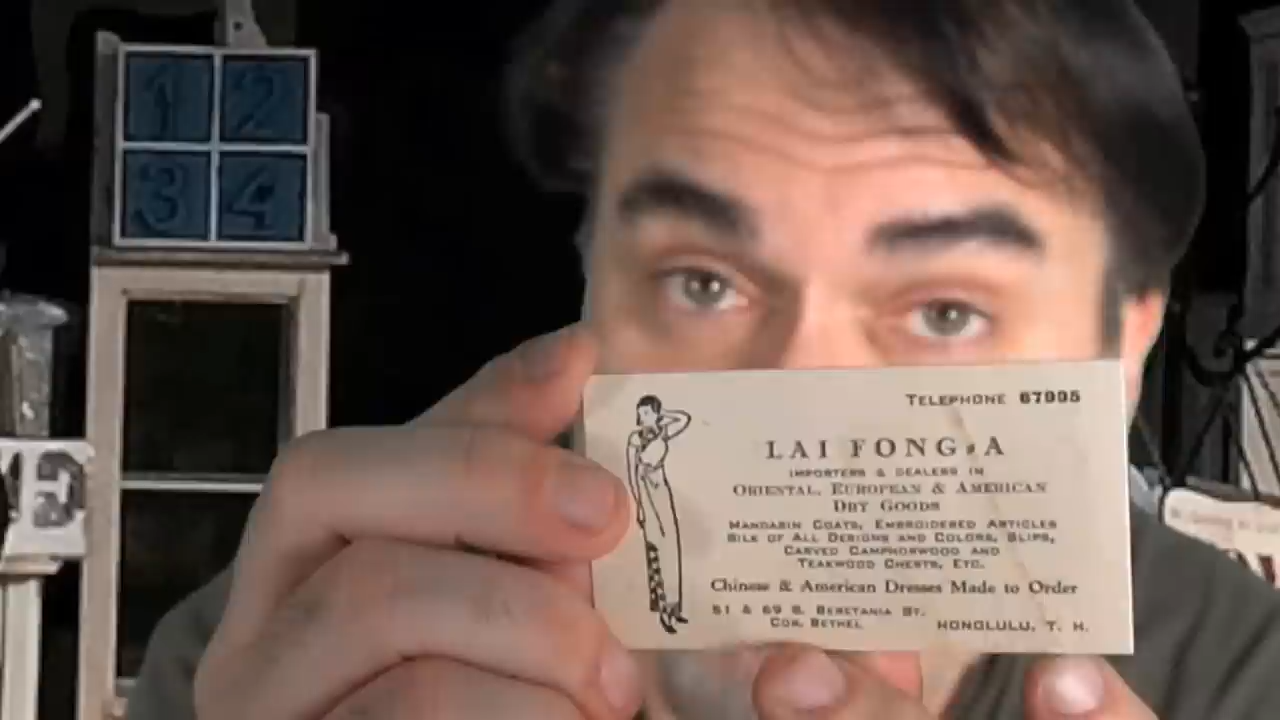 1 2
3 4
TELEPHONE 67905
LAI FONG, A
IMPORTERS & DEALERS IN
ORIENTAL, EUROPEAN & AMERICAN
DRY GOODS
MANDARIN COATS, EMBROIDERED ARTICLES
SILK OF ALL DESIGNS AND COLORS, SLIPS,
CARVED CAMPHORWOOD AND
TEAKWOOD CHESTS, ETC.
Chinese & American Dresses Made to Order
51 & 69 S. BERETANIA ST.
COR. BETHEL
HONOLULU, T. H.